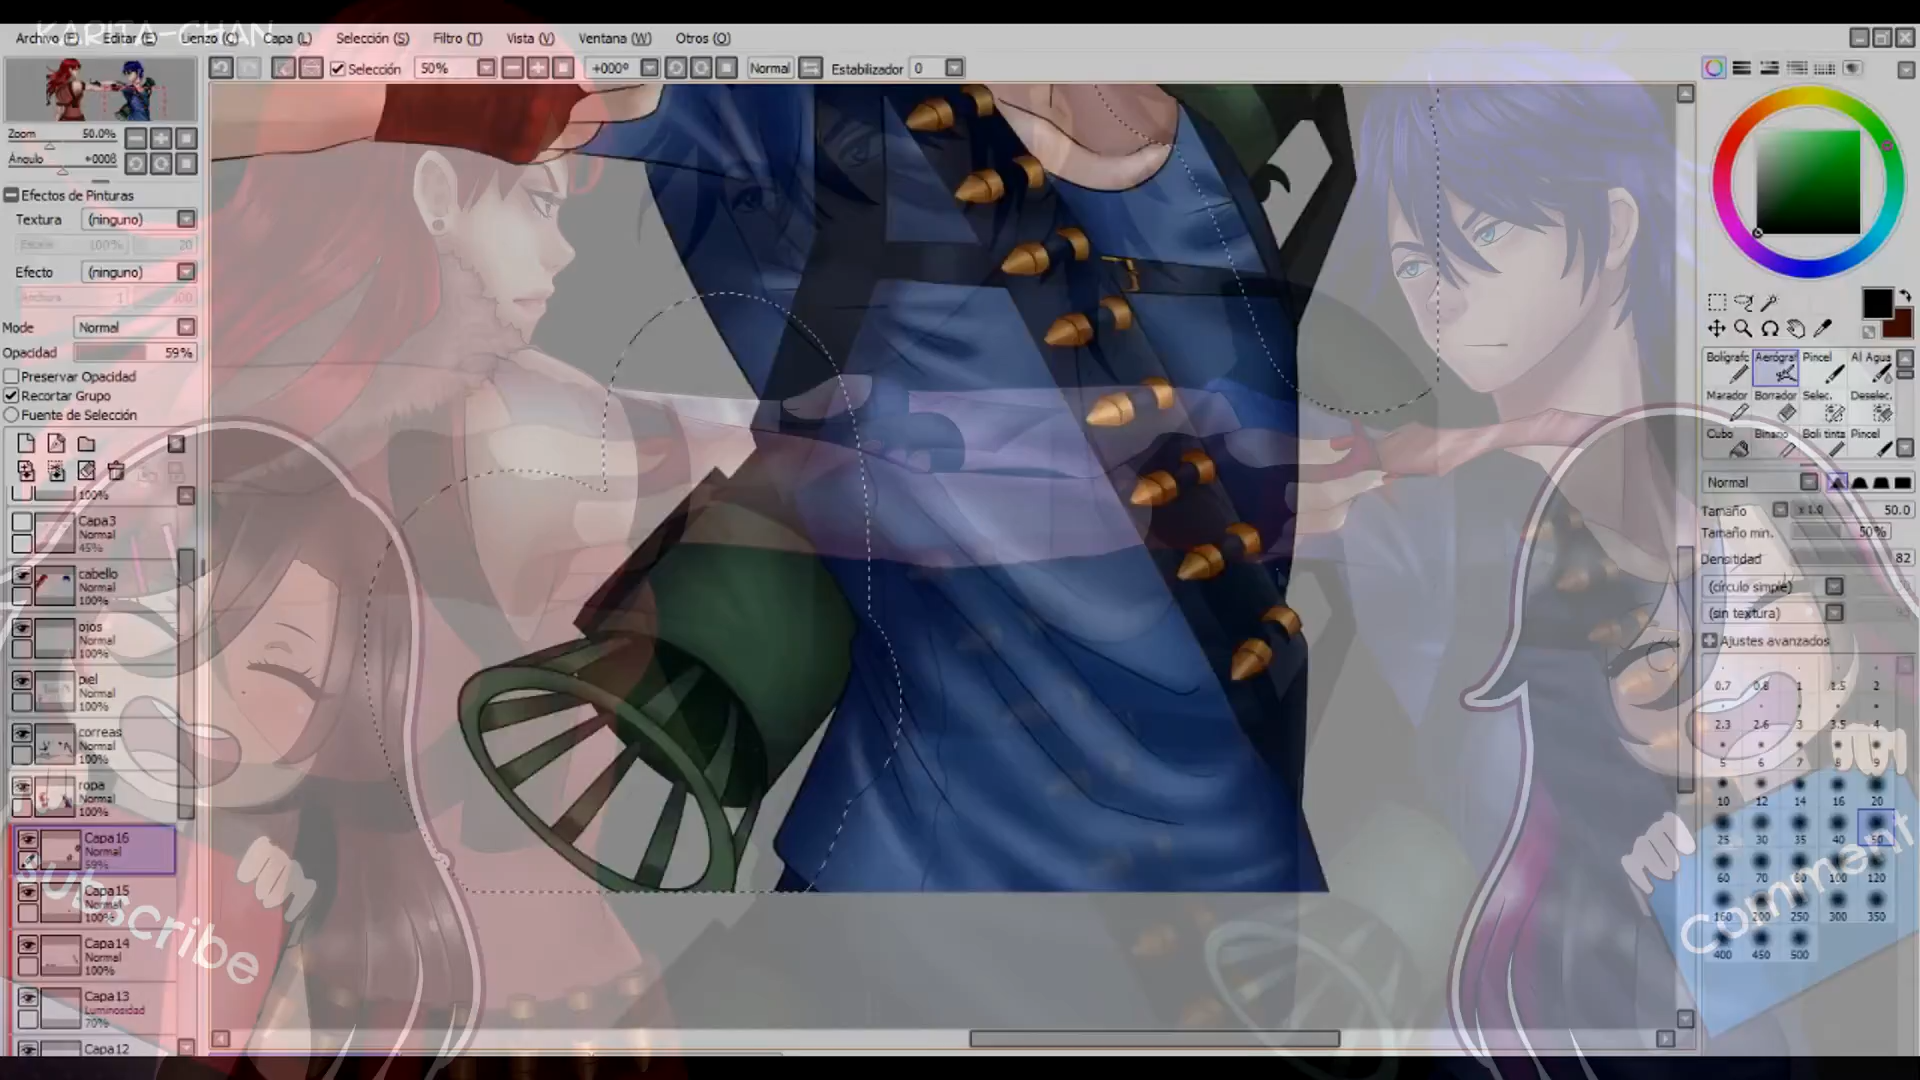 KARITA-CHAN
Archivo (F) Editar (E) Lienzo (C) Capa (L) Selección (S) Filtro (T) Vista (V) Ventana (W) Otros (O)
Selección 50% +000º Normal Estabilizador 0
Zoom 50.0%
Ángulo +000ß
Efectos de Pinturas
Textura (ninguno)
Escala 100% 20
Efecto (ninguno)
Anchura 1 100
Mode Normal
Opacidad 59%
Preservar Opacidad
Recortar Grupo
Fuente de Selección
100%
Capa3
Normal
45%
cabello
Normal
100%
ojos
Normal
100%
piel
Normal
100%
correas
Normal
100%
ropa
Normal
100%
Capa16
Normal
59%
Capa15
Normal
100%
Capa14
Normal
100%
Capa13
Luminosidad
70%
Capa12
Subscribe
Bolígrafo Aerógraf Pincel Al Agua
Marador Borrador Selec. Deselec.
Cubo Binario Boli tinta Pincel
Normal
Tamaño x 1.0 50.0
Tamaño min. 50%
Densitidad 82
(círculo simple)
(sin textura)
Ajustes avanzados
0.7 0.8 1 1.5 2
2.3 2.6 3 3.5 4
5 6 7 8 9
10 12 14 16 20
25 30 35 40 50
60 70 80 100 120
160 200 250 300 350
400 450 500
Comment